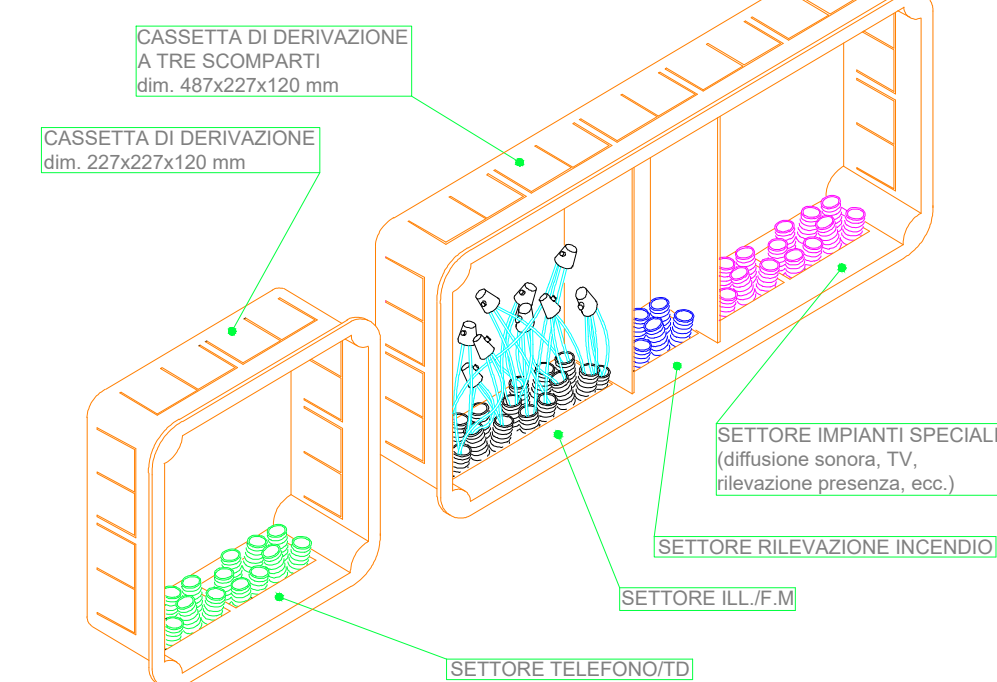 CASSETTA DI DERIVAZIONE
A TRE SCOMPARTI
dim. 487x227x120 mm
CASSETTA DI DERIVAZIONE
dim. 227x227x120 mm
SETTORE IMPIANTI SPECIALI
(diffusione sonora, TV,
rilevazione presenza, ecc.)
SETTORE RILEVAZIONE INCENDIO
SETTORE ILL./F.M
SETTORE TELEFONO/TD